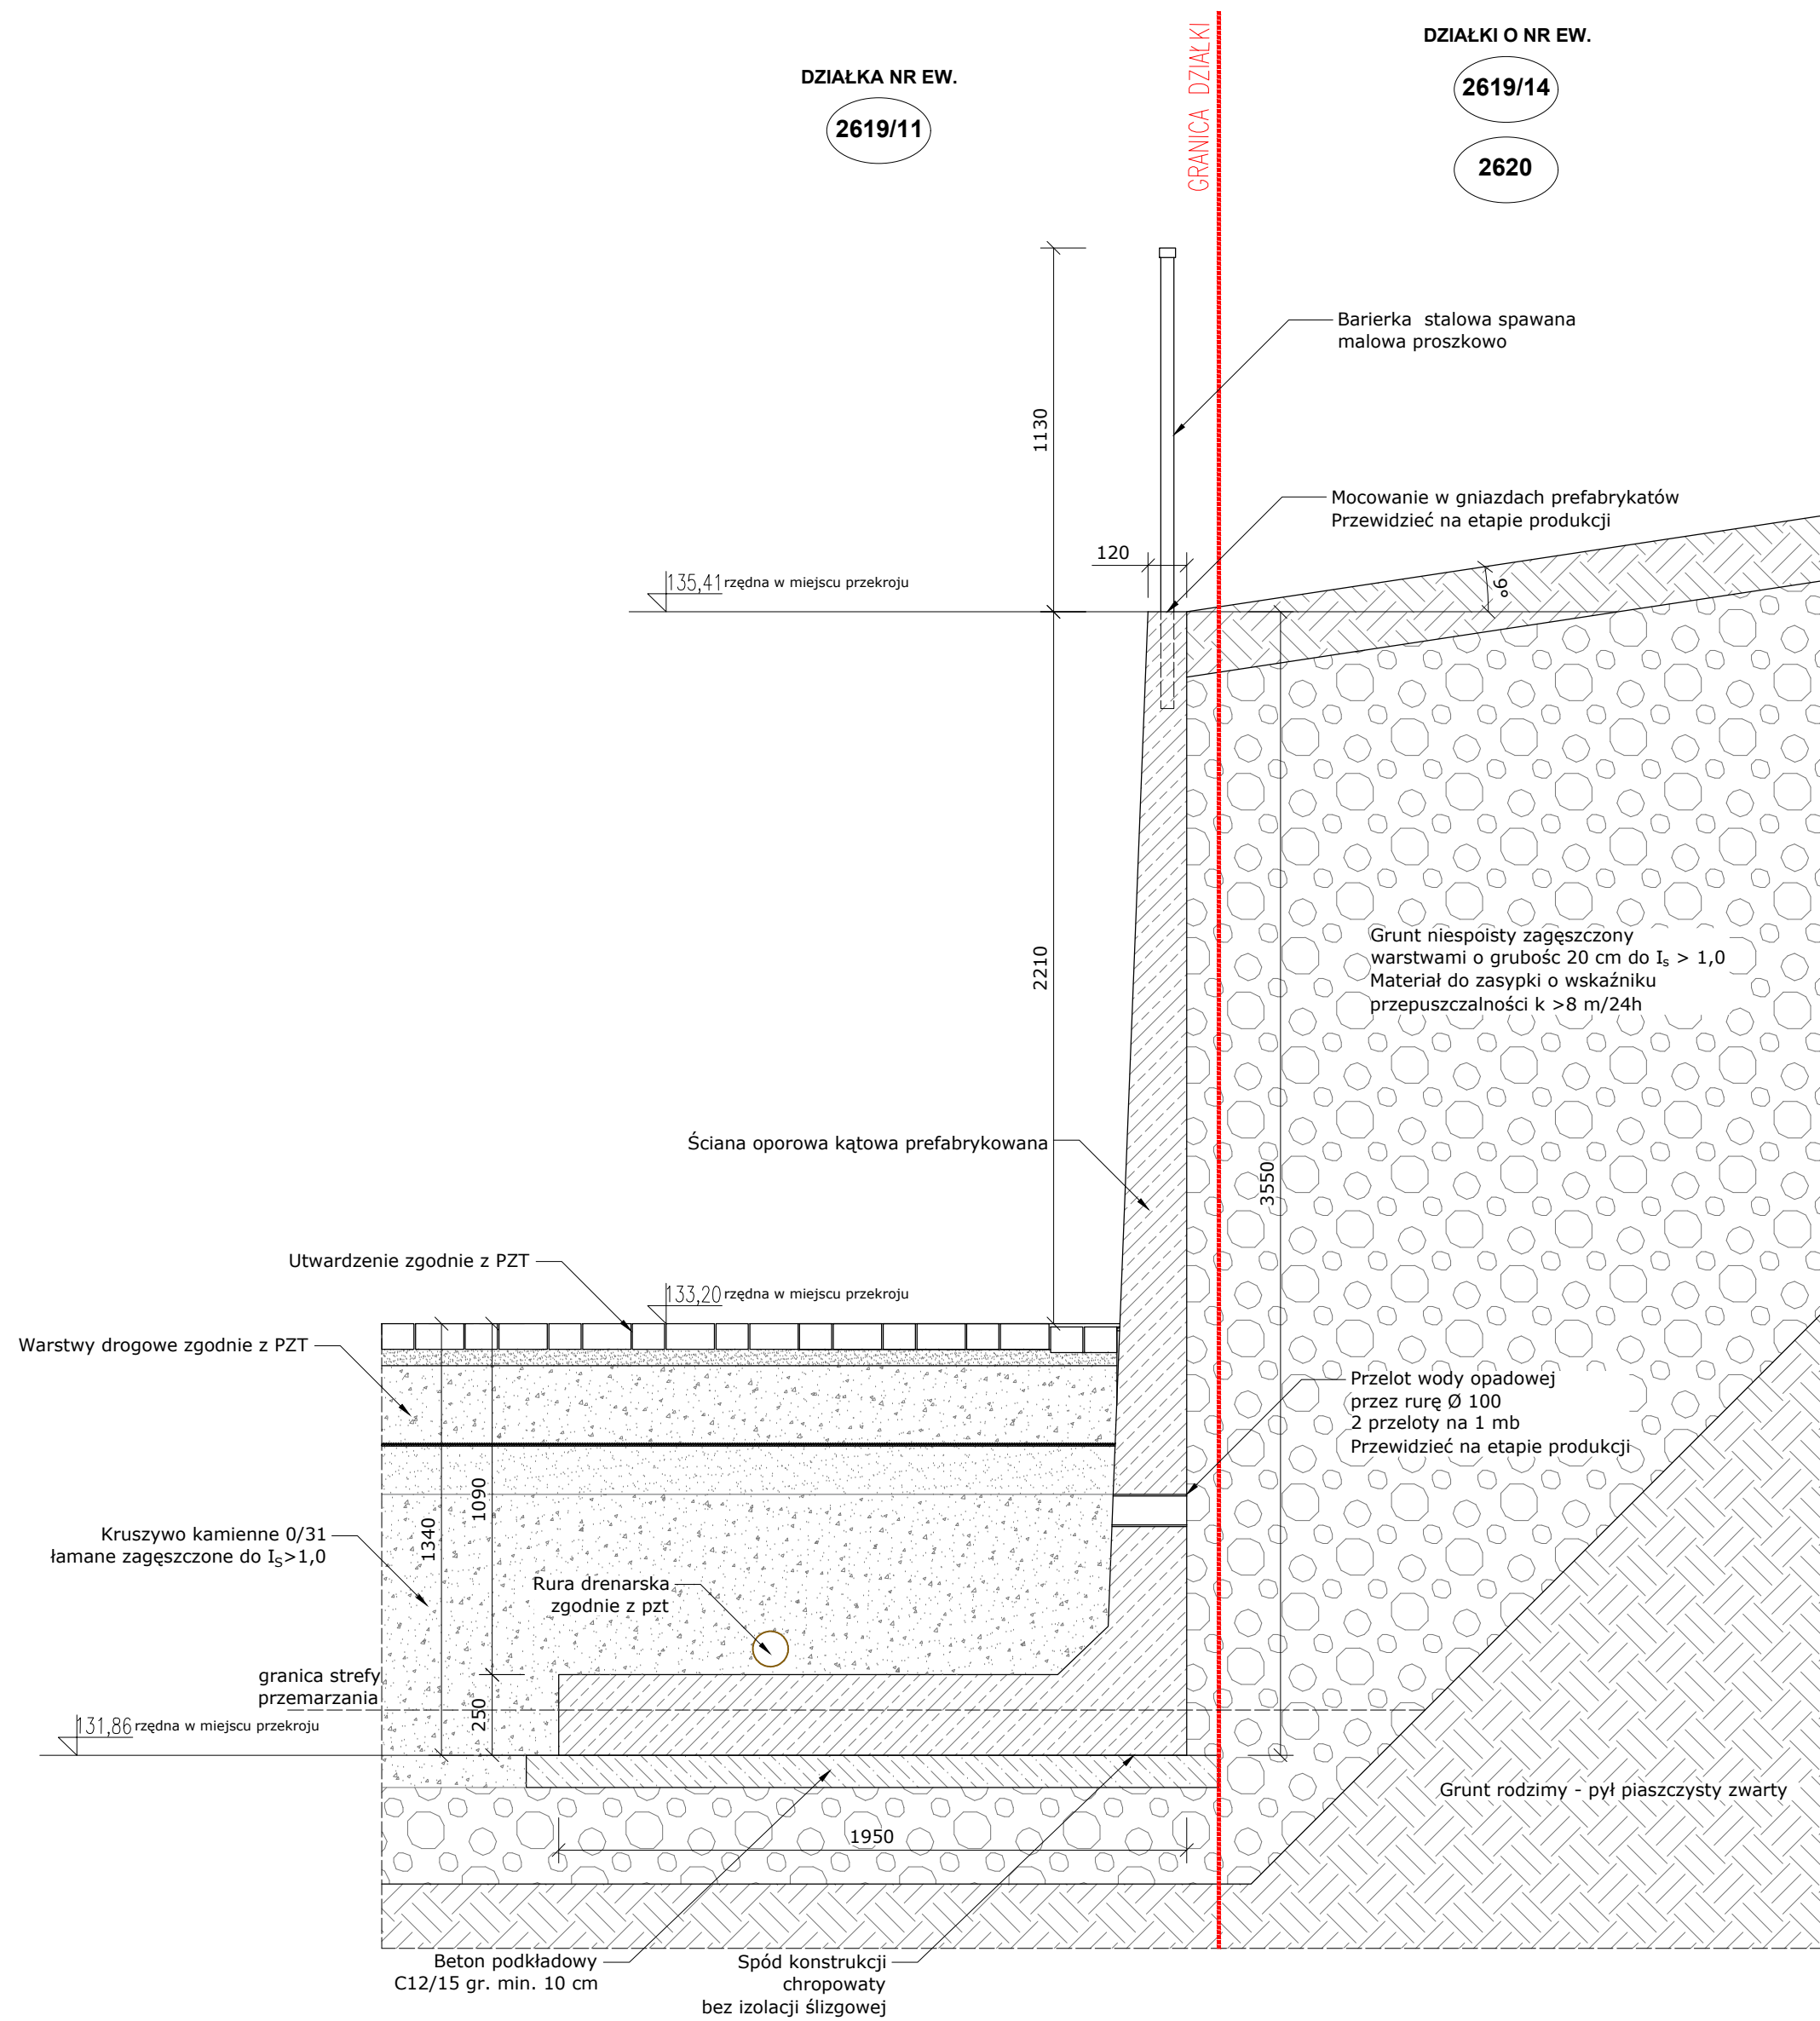 DZIAŁKA NR EW.
2619/11
GRANICA DZIAŁKI
DZIAŁKI O NR EW.
2619/14
2620
Barierka stalowa spawana
malowa proszkowo
1130
Mocowanie w gniazdach prefabrykatów
Przewidzieć na etapie produkcji
120
135,41 rzędna w miejscu przekroju
9°
2210
Grunt niespoisty zagęszczony
warstwami o grubośc 20 cm do Is > 1,0
Materiał do zasypki o wskaźniku
przepuszczalności k >8 m/24h
Ściana oporowa kątowa prefabrykowana
3550
Utwardzenie zgodnie z PZT
133,20 rzędna w miejscu przekroju
Warstwy drogowe zgodnie z PZT
Przelot wody opadowej
przez rurę Ø 100
2 przeloty na 1 mb
Przewidzieć na etapie produkcji
1090
1340
Kruszywo kamienne 0/31
łamane zagęszczone do IS>1,0
Rura drenarska
zgodnie z pzt
granica strefy
przemarzania
250
131,86 rzędna w miejscu przekroju
Grunt rodzimy - pył piaszczysty zwarty
1950
Beton podkładowy
C12/15 gr. min. 10 cm
Spód konstrukcji
chropowaty
bez izolacji ślizgowej